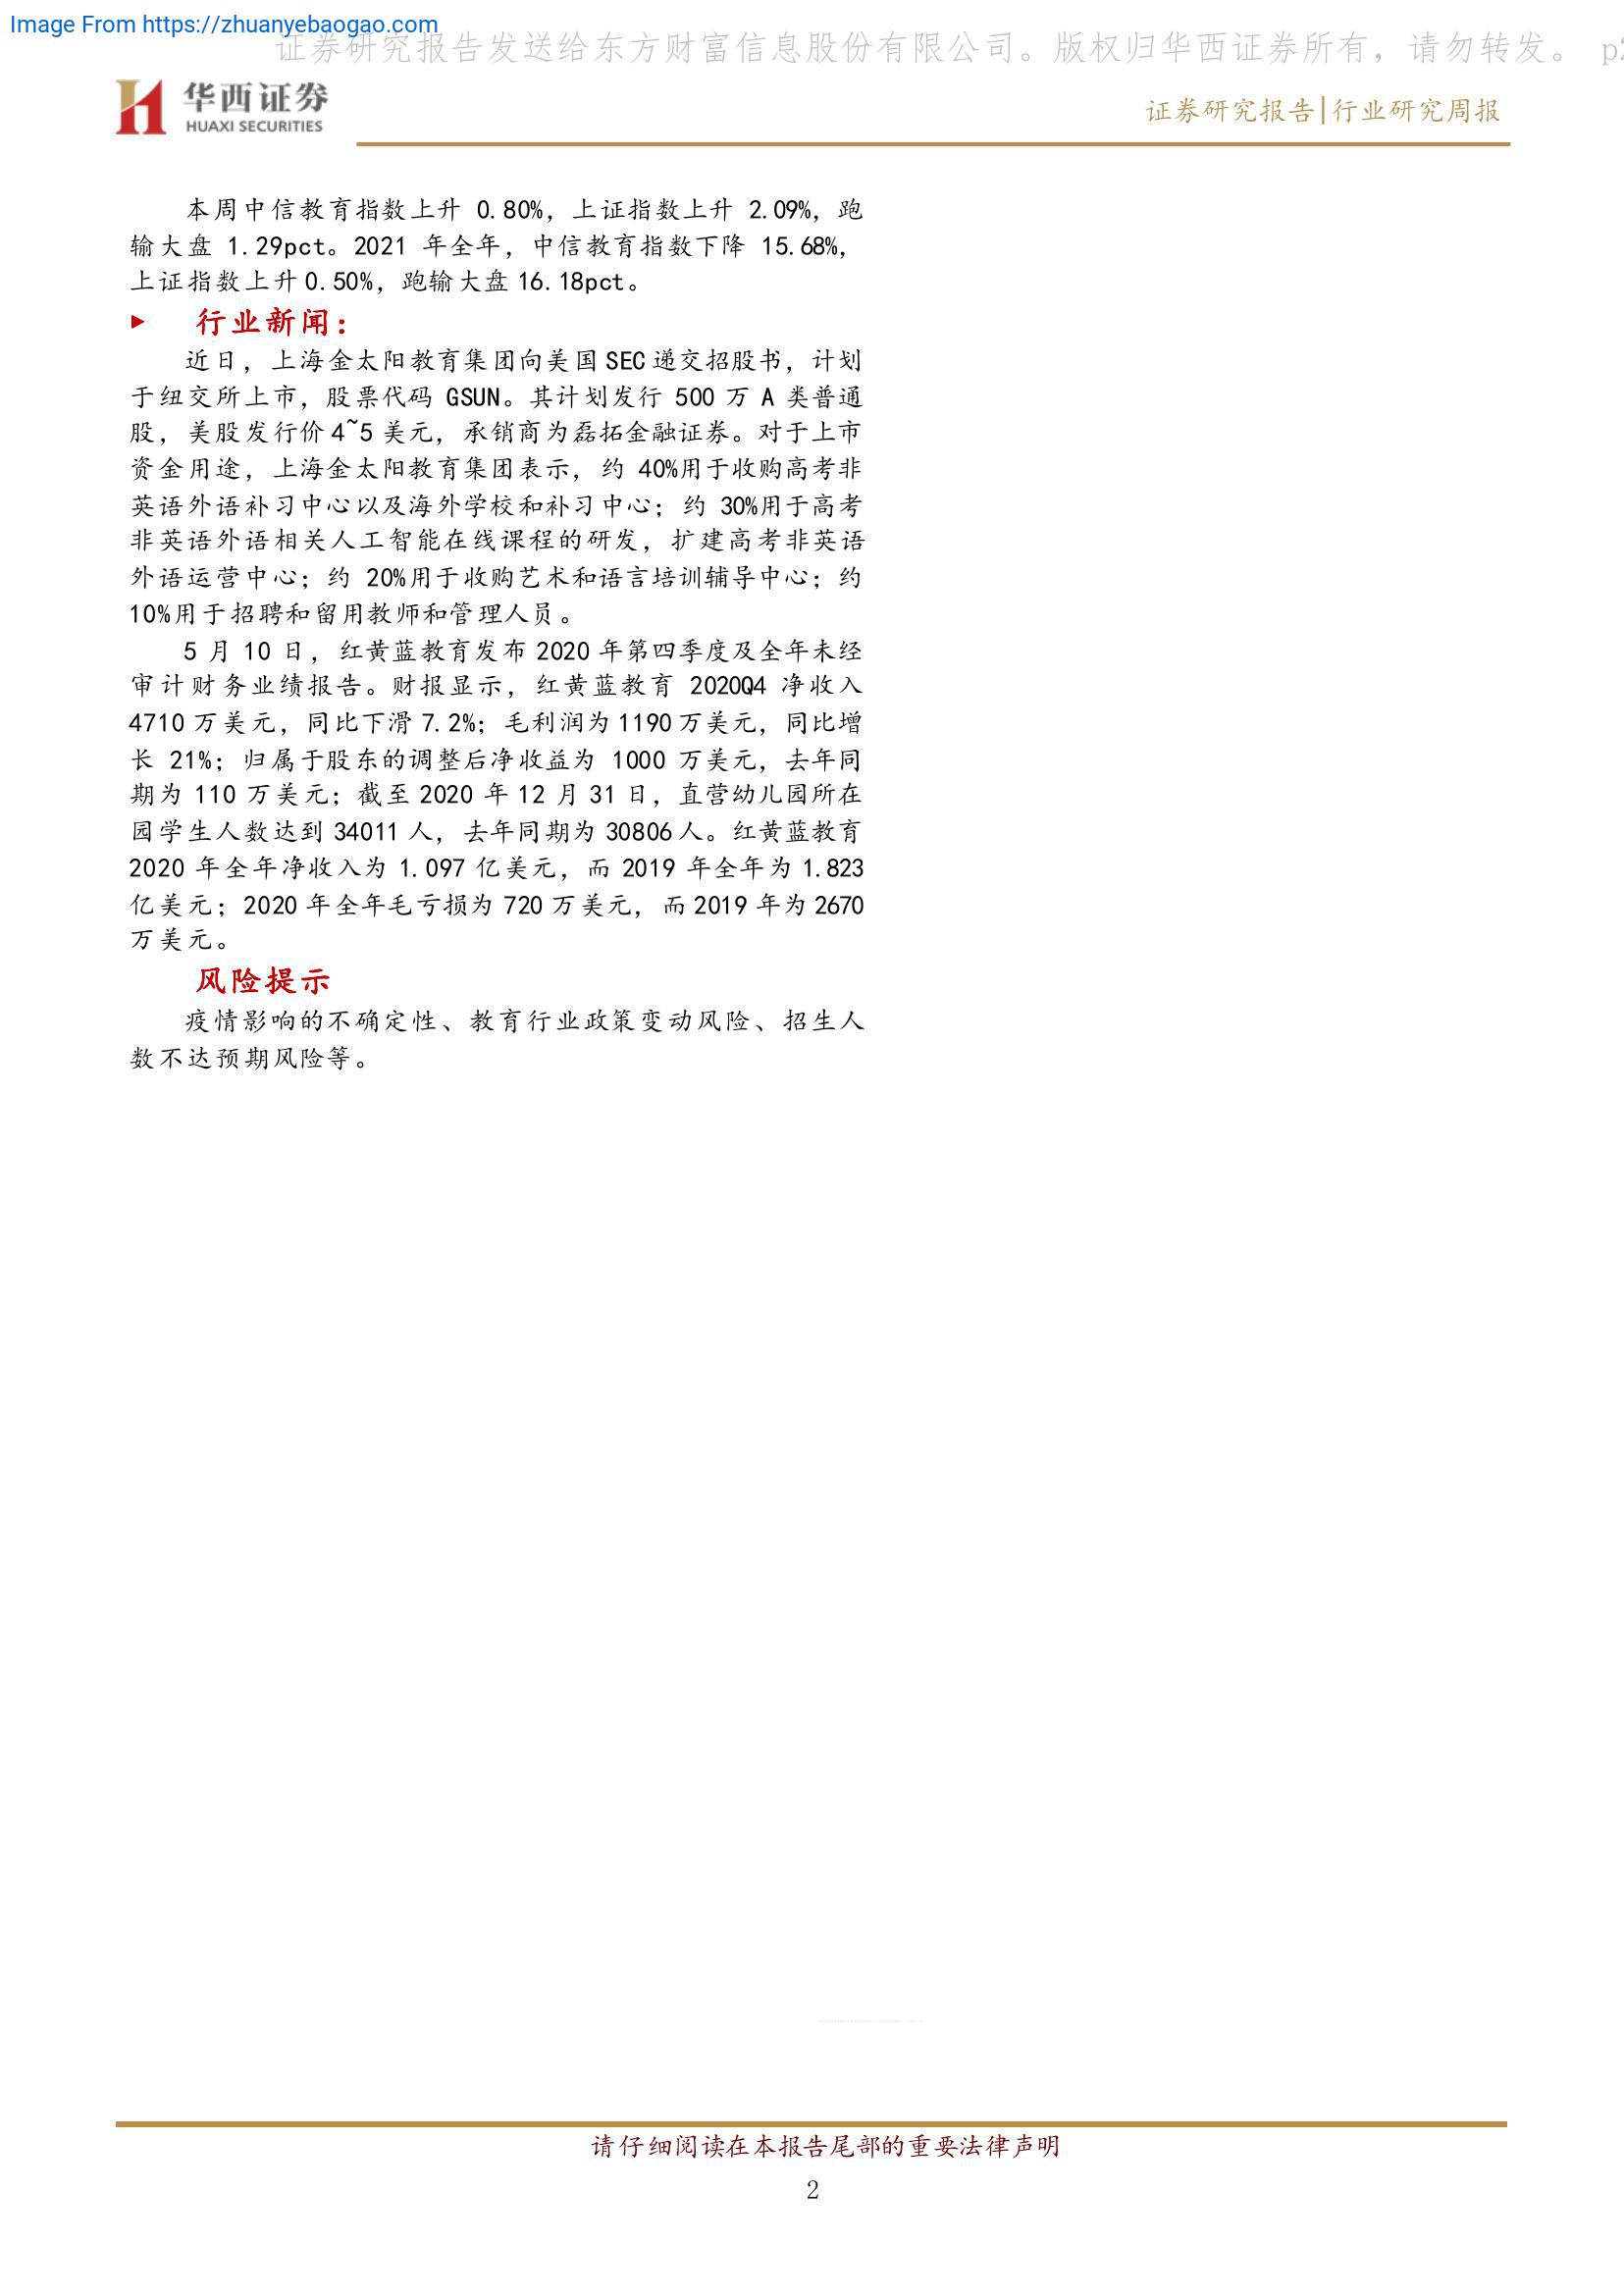 Image From https://zhuanyebaogao.com
证券研究报告发送给东方财富信息股份有限公司。版权归华西证券所有，请勿转发。 p2
华西证券
HUAXI SECURITIES
证券研究报告|行业研究周报
本周中信教育指数上升 0.80%，上证指数上升 2.09%，跑
输大盘 1.29pct。2021 年全年，中信教育指数下降 15.68%，
上证指数上升 0.50%，跑输大盘 16.18pct。
行业新闻：
近日，上海金太阳教育集团向美国 SEC 递交招股书，计划
于纽交所上市，股票代码 GSUN。其计划发行 500 万 A 类普通
股，美股发行价 4~5 美元，承销商为磊拓金融证券。对于上市
资金用途，上海金太阳教育集团表示，约 40%用于收购高考非
英语外语补习中心以及海外学校和补习中心；约 30%用于高考
非英语外语相关人工智能在线课程的研发，扩建高考非英语
外语运营中心；约 20%用于收购艺术和语言培训辅导中心；约
10%用于招聘和留用教师和管理人员。
5 月 10 日，红黄蓝教育发布 2020 年第四季度及全年未经
审计财务业绩报告。财报显示，红黄蓝教育 2020Q4 净收入
4710 万美元，同比下滑 7.2%；毛利润为 1190 万美元，同比增
长 21%；归属于股东的调整后净收益为 1000 万美元，去年同
期为 110 万美元；截至 2020 年 12 月 31 日，直营幼儿园所在
园学生人数达到 34011 人，去年同期为 30806 人。红黄蓝教育
2020 年全年净收入为 1.097 亿美元，而 2019 年全年为 1.823
亿美元；2020 年全年毛亏损为 720 万美元，而 2019 年为 2670
万美元。
风险提示
疫情影响的不确定性、教育行业政策变动风险、招生人
数不达预期风险等。
请仔细阅读在本报告尾部的重要法律声明
2